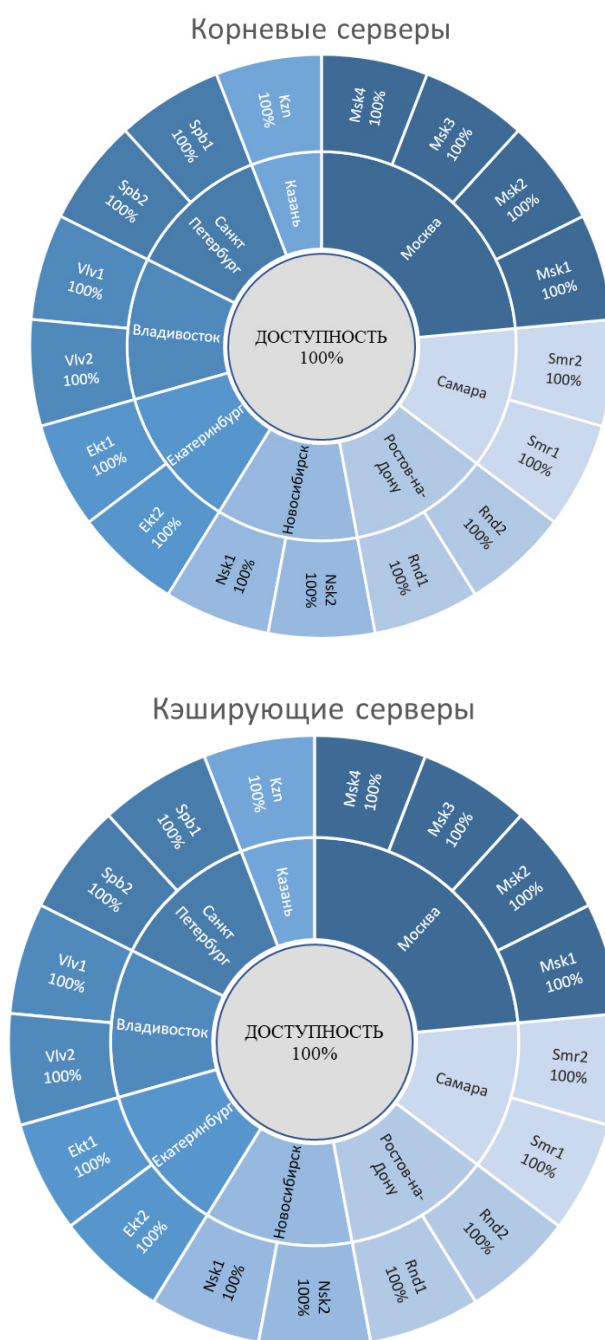 Корневые серверы
Msk4
100%
Msk3
100%
Msk2
100%
Msk1
100%
Smr2
100%
Smr1
100%
Rnd2
100%
Rnd1
100%
Nsk2
100%
Nsk1
100%
Ekt2
100%
Ekt1
100%
Vlv2
100%
Vlv1
100%
Spb2
100%
Spb1
100%
Kzn
100%
Москва
Самара
Ростов-на-
Дону
Новосибирск
Екатеринбург
Владивосток
Санкт
Петербург
Казань
ДОСТУПНОСТЬ
100%
Кэширующие серверы
Msk4
100%
Msk3
100%
Msk2
100%
Msk1
100%
Smr2
100%
Smr1
100%
Rnd2
100%
Rnd1
100%
Nsk2
100%
Nsk1
100%
Ekt2
100%
Ekt1
100%
Vlv2
100%
Vlv1
100%
Spb2
100%
Spb1
100%
Kzn
100%
Москва
Самара
Ростов-на-
Дону
Новосибирск
Екатеринбург
Владивосток
Санкт
Петербург
Казань
ДОСТУПНОСТЬ
100%